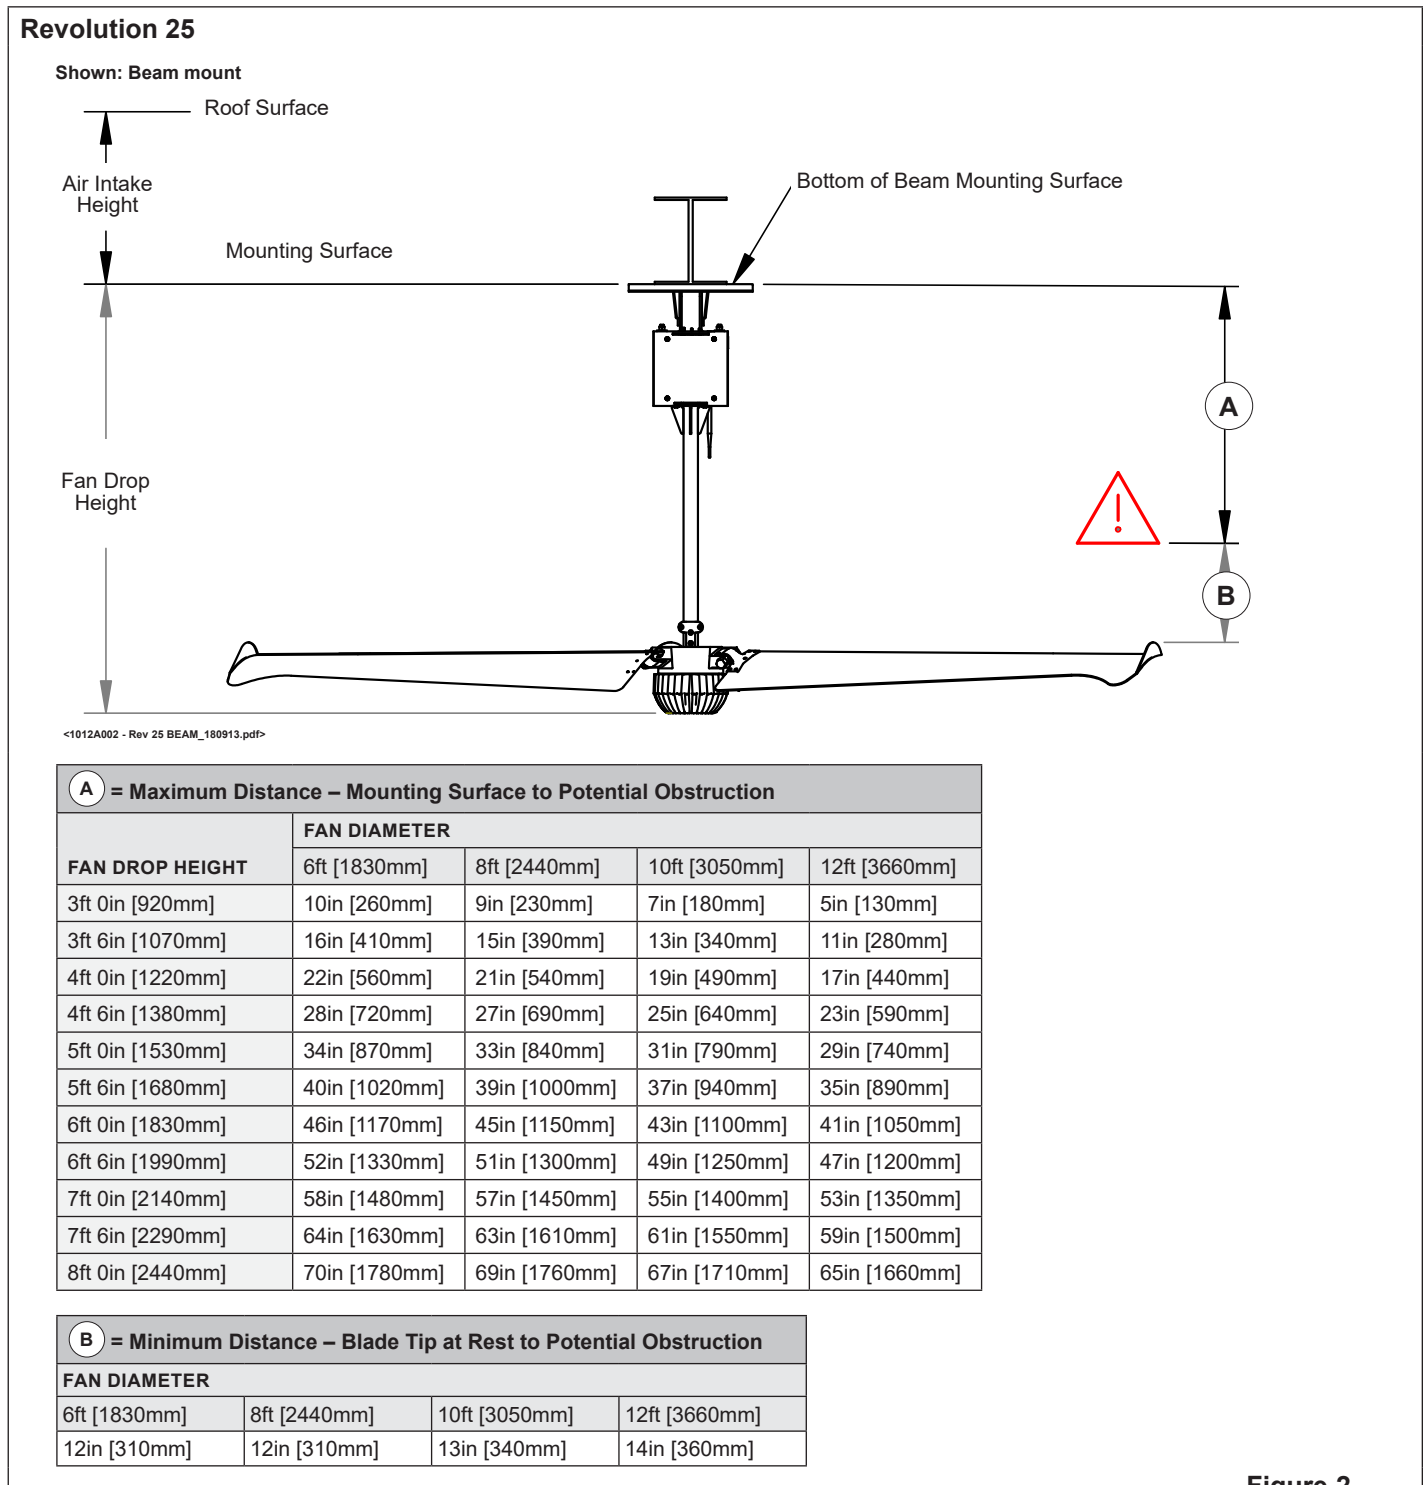 Revolution 25
Shown: Beam mount
Roof Surface
Air Intake
Height
Bottom of Beam Mounting Surface
Mounting Surface
A
Fan Drop
Height
B
<1012A002 - Rev 25 BEAM_180913.pdf>
A = Maximum Distance – Mounting Surface to Potential Obstruction
FAN DIAMETER
FAN DROP HEIGHT 6ft [1830mm] 8ft [2440mm] 10ft [3050mm] 12ft [3660mm]
3ft 0in [920mm] 10in [260mm] 9in [230mm] 7in [180mm] 5in [130mm]
3ft 6in [1070mm] 16in [410mm] 15in [390mm] 13in [340mm] 11in [280mm]
4ft 0in [1220mm] 22in [560mm] 21in [540mm] 19in [490mm] 17in [440mm]
4ft 6in [1380mm] 28in [720mm] 27in [690mm] 25in [640mm] 23in [590mm]
5ft 0in [1530mm] 34in [870mm] 33in [840mm] 31in [790mm] 29in [740mm]
5ft 6in [1680mm] 40in [1020mm] 39in [1000mm] 37in [940mm] 35in [890mm]
6ft 0in [1830mm] 46in [1170mm] 45in [1150mm] 43in [1100mm] 41in [1050mm]
6ft 6in [1990mm] 52in [1330mm] 51in [1300mm] 49in [1250mm] 47in [1200mm]
7ft 0in [2140mm] 58in [1480mm] 57in [1450mm] 55in [1400mm] 53in [1350mm]
7ft 6in [2290mm] 64in [1630mm] 63in [1610mm] 61in [1550mm] 59in [1500mm]
8ft 0in [2440mm] 70in [1780mm] 69in [1760mm] 67in [1710mm] 65in [1660mm]
B = Minimum Distance – Blade Tip at Rest to Potential Obstruction
FAN DIAMETER
6ft [1830mm] 8ft [2440mm] 10ft [3050mm] 12ft [3660mm]
12in [310mm] 12in [310mm] 13in [340mm] 14in [360mm]
Figure 2